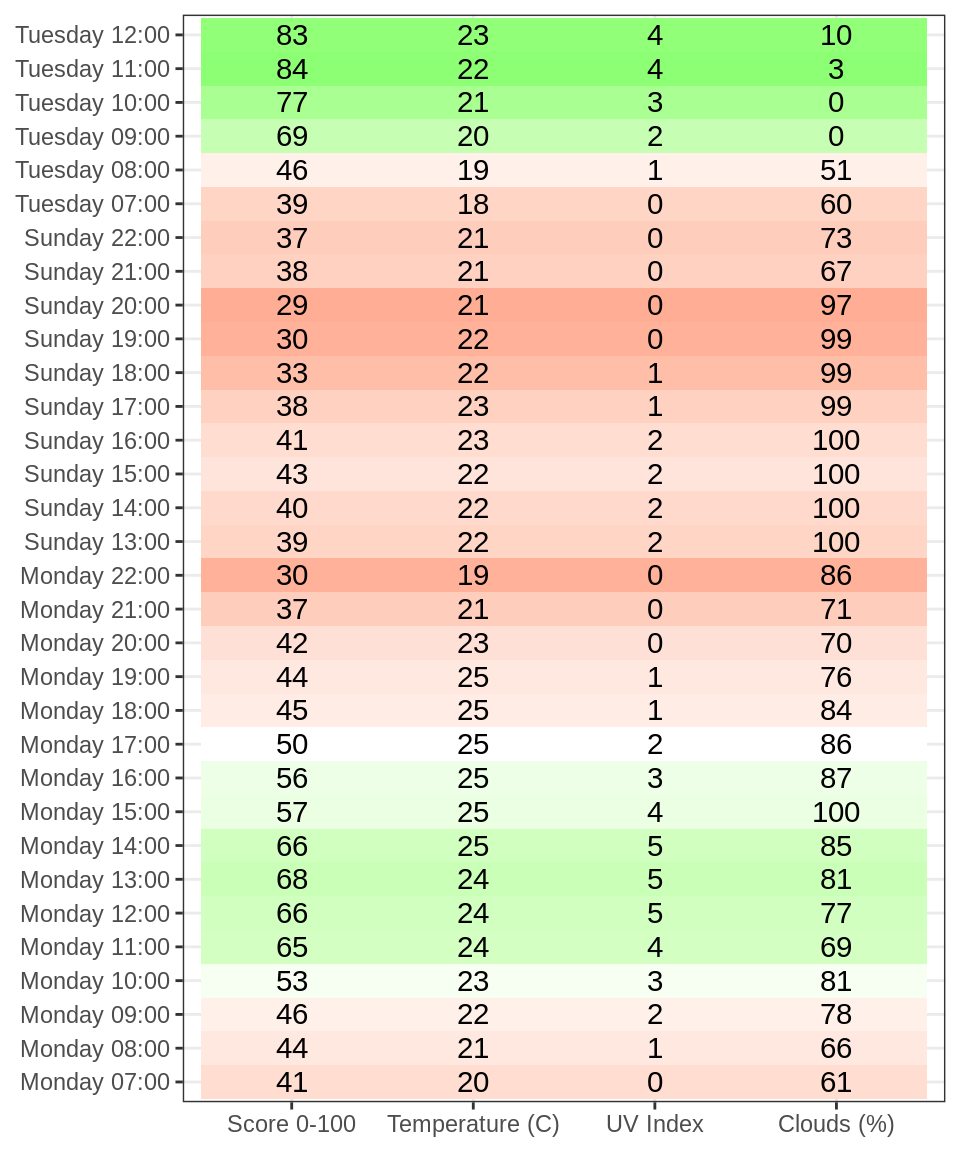 Tuesday 12:00 83 23 4 10
Tuesday 11:00 84 22 4 3
Tuesday 10:00 77 21 3 0
Tuesday 09:00 69 20 2 0
Tuesday 08:00 46 19 1 51
Tuesday 07:00 39 18 0 60
Sunday 22:00 37 21 0 73
Sunday 21:00 38 21 0 67
Sunday 20:00 29 21 0 97
Sunday 19:00 30 22 0 99
Sunday 18:00 33 22 1 99
Sunday 17:00 38 23 1 99
Sunday 16:00 41 23 2 100
Sunday 15:00 43 22 2 100
Sunday 14:00 40 22 2 100
Sunday 13:00 39 22 2 100
Monday 22:00 30 19 0 86
Monday 21:00 37 21 0 71
Monday 20:00 42 23 0 70
Monday 19:00 44 25 1 76
Monday 18:00 45 25 1 84
Monday 17:00 50 25 2 86
Monday 16:00 56 25 3 87
Monday 15:00 57 25 4 100
Monday 14:00 66 25 5 85
Monday 13:00 68 24 5 81
Monday 12:00 66 24 5 77
Monday 11:00 65 24 4 69
Monday 10:00 53 23 3 81
Monday 09:00 46 22 2 78
Monday 08:00 44 21 1 66
Monday 07:00 41 20 0 61
Score 0-100 Temperature (C) UV Index Clouds (%)